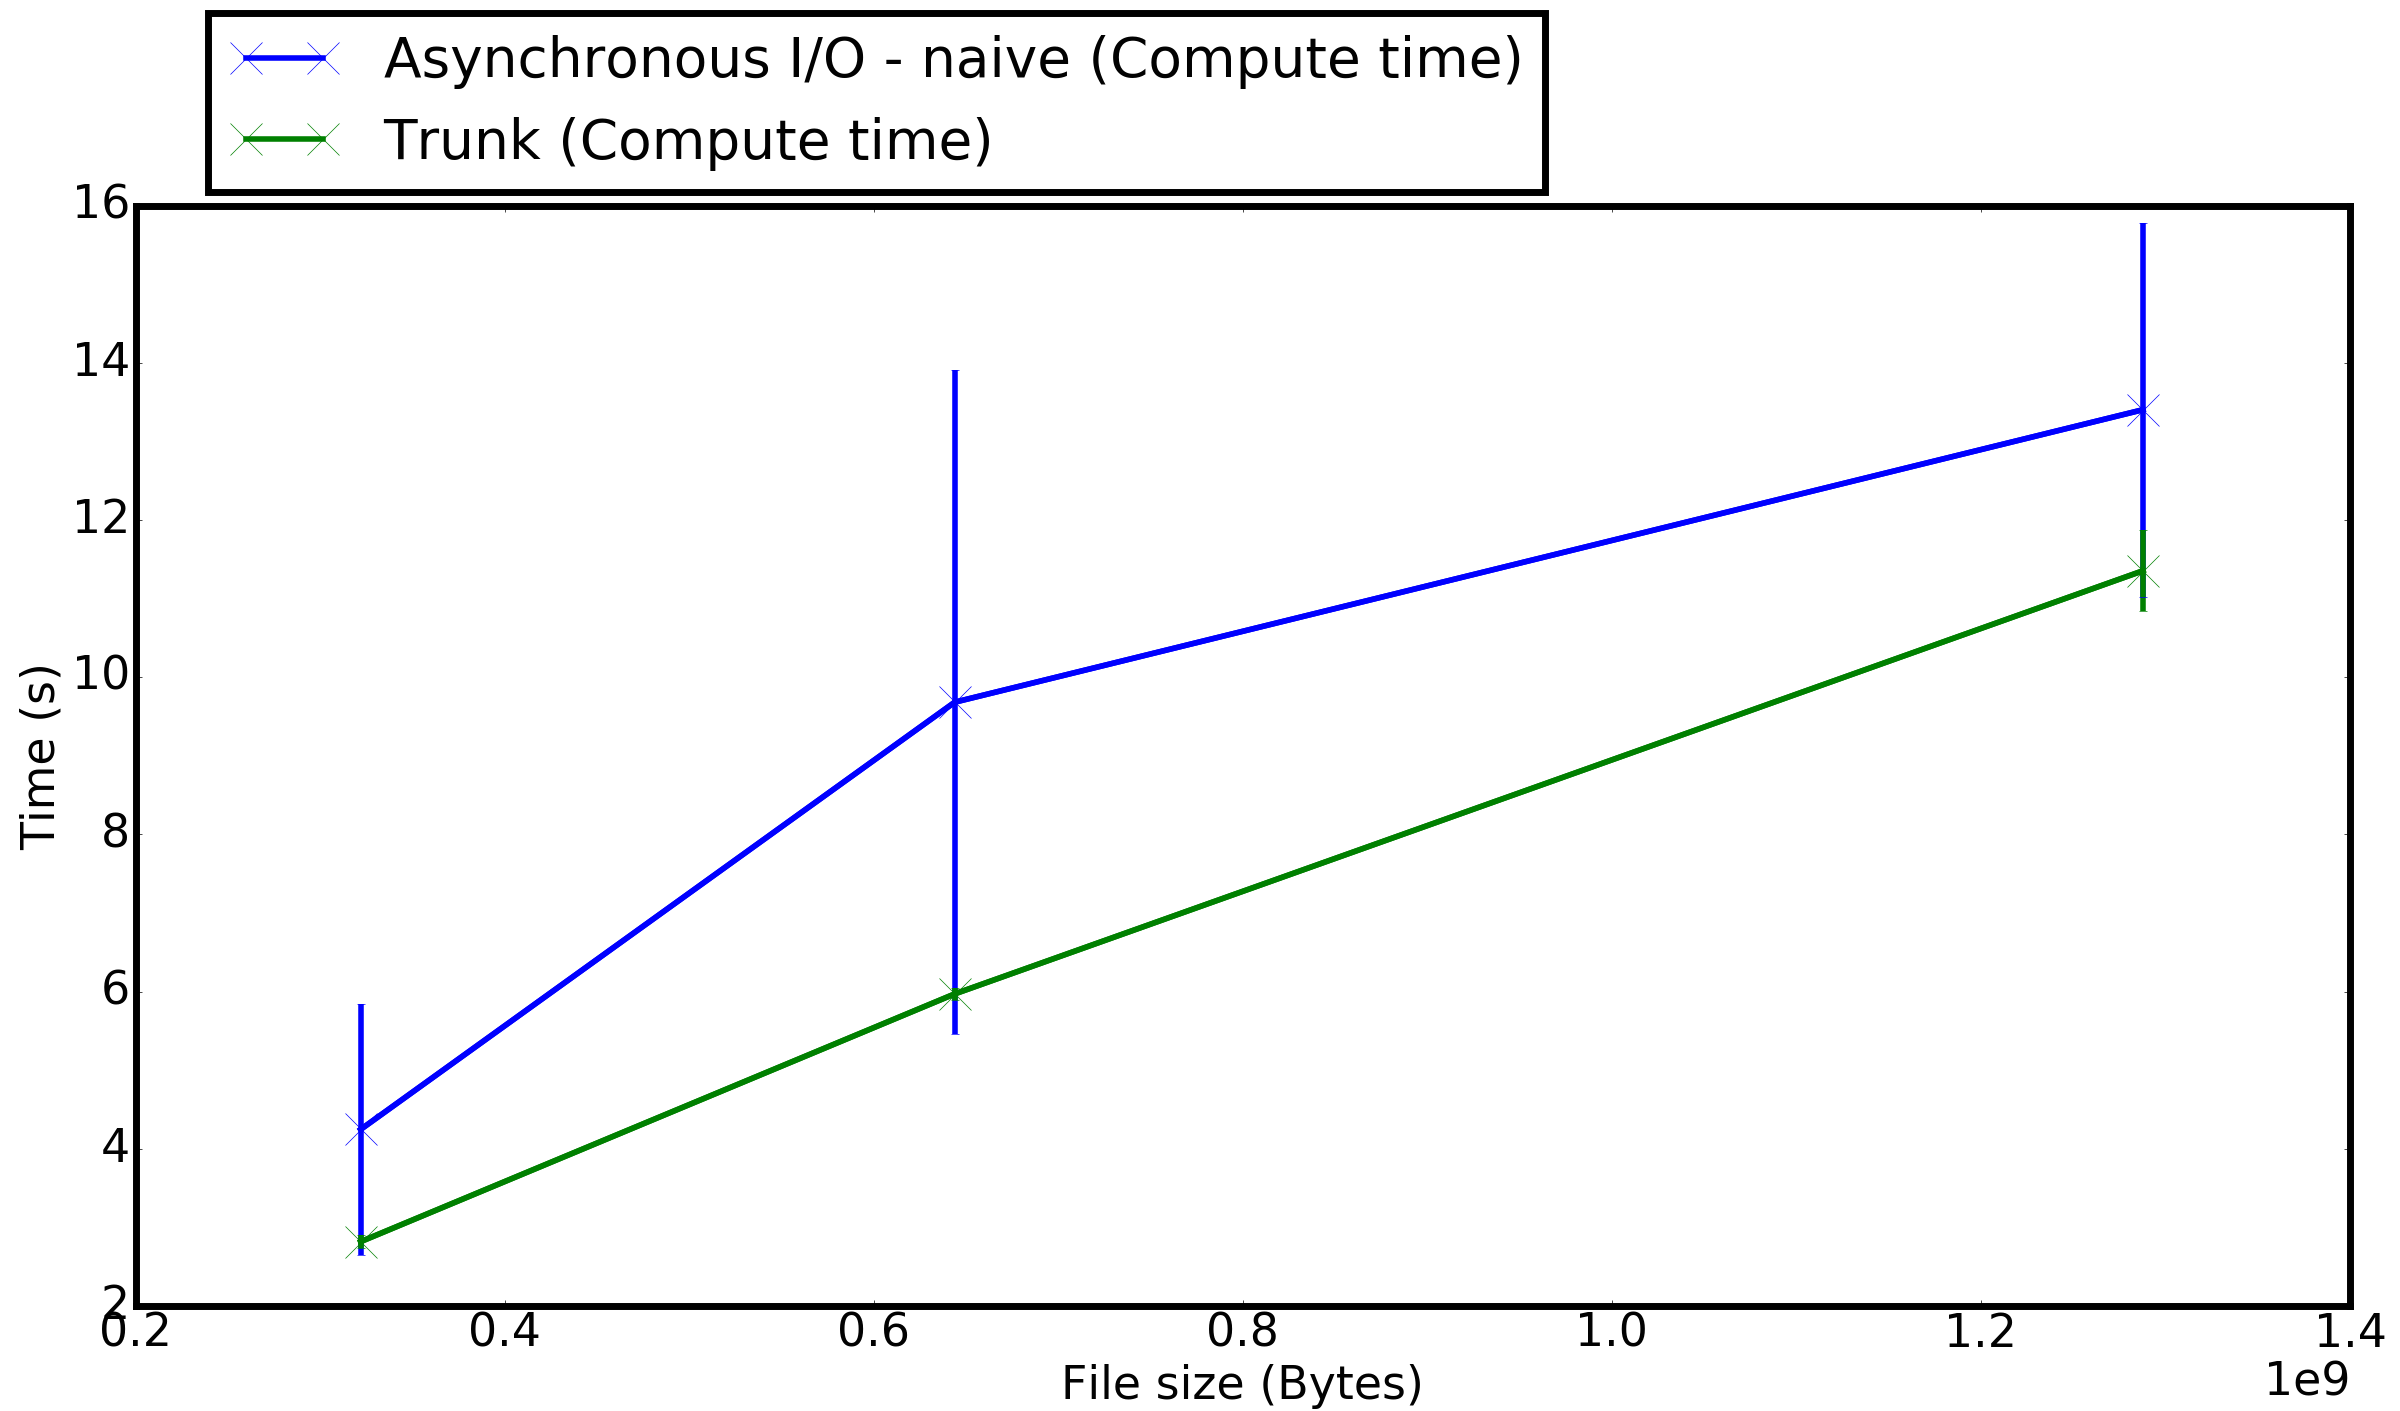 Asynchronous I/O - naive (Compute time)
Trunk (Compute time)
16
14
12
10
8
6
4
2
Time (s)
0.2 0.4 0.6 0.8 1.0 1.2 1.4
File size (Bytes)
1e9